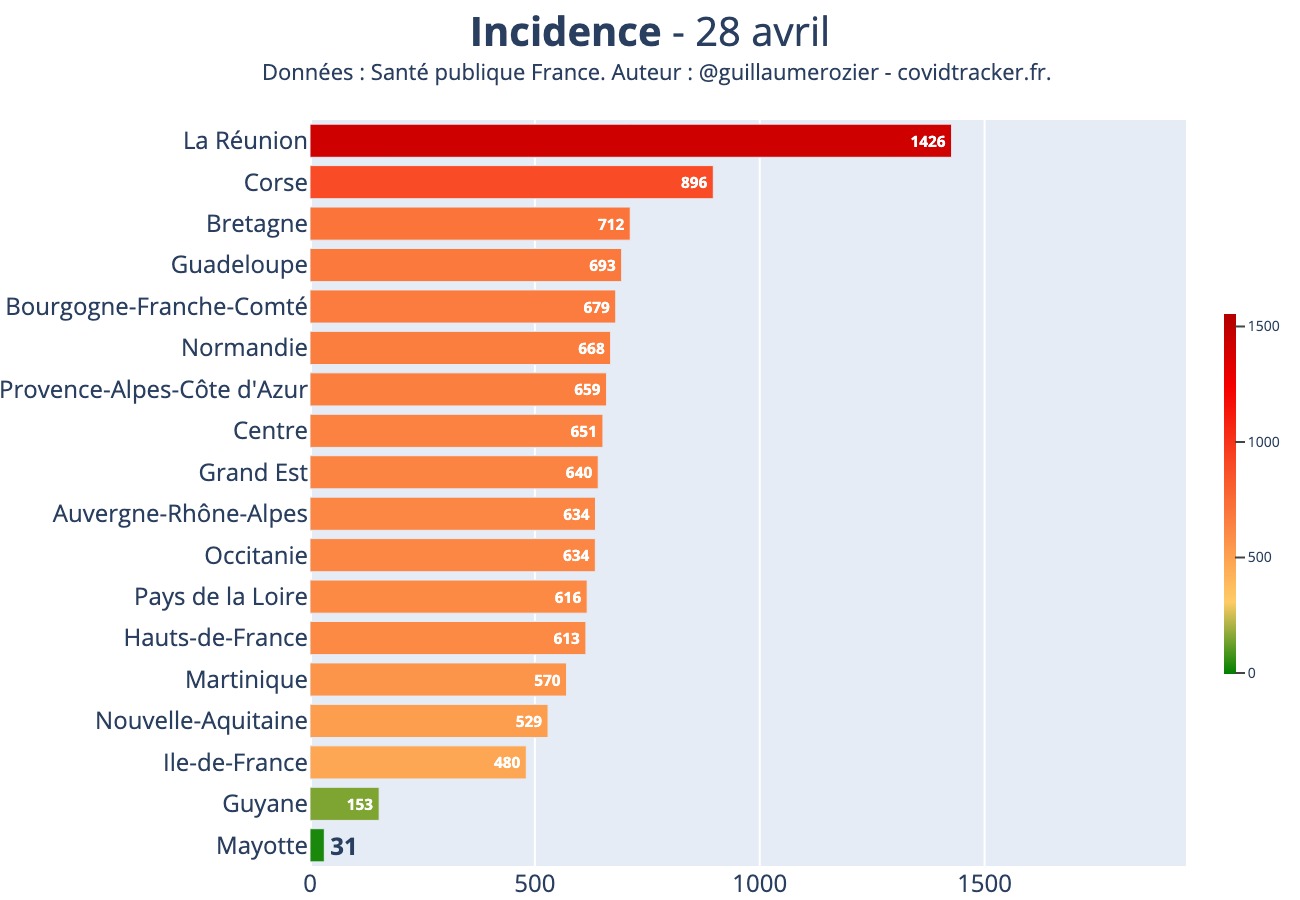 Incidence - 28 avril
Données : Santé publique France. Auteur : @guillaumerozier - covidtracker.fr.
La Réunion 1426
Corse 896
Bretagne 712
Guadeloupe 693
Bourgogne-Franche-Comté 679
Normandie 668
Provence-Alpes-Côte d'Azur 659
Centre 651
Grand Est 640
Auvergne-Rhône-Alpes 634
Occitanie 634
Pays de la Loire 616
Hauts-de-France 613
Martinique 570
Nouvelle-Aquitaine 529
Ile-de-France 480
Guyane 153
Mayotte 31
0 500 1000 1500
1500
1000
500
0